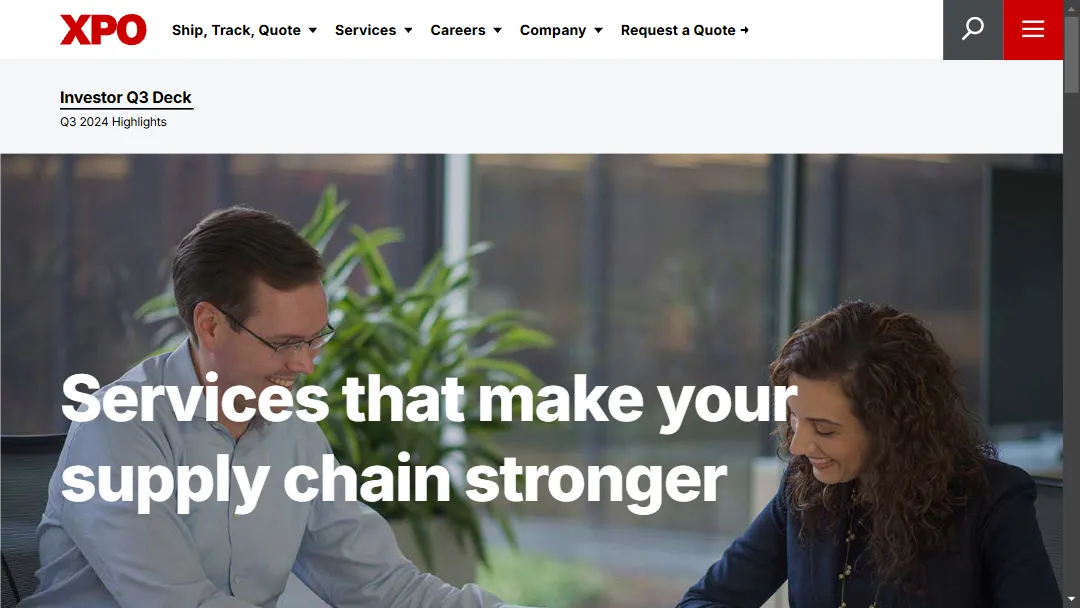 XPO
Ship, Track, Quote
Services
Careers
Company
Request a Quote →
Investor Q3 Deck
Q3 2024 Highlights
Services that make your
supply chain stronger